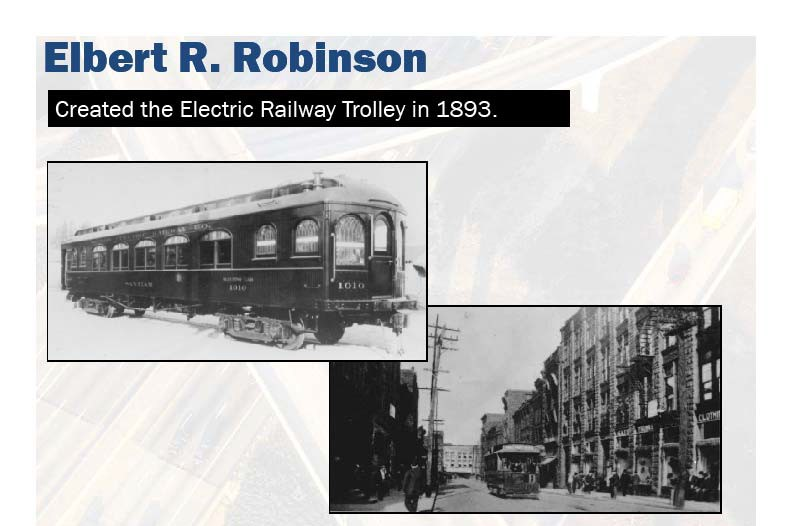 Elbert R. Robinson
Created the Electric Railway Trolley in 1893.
1010
1010